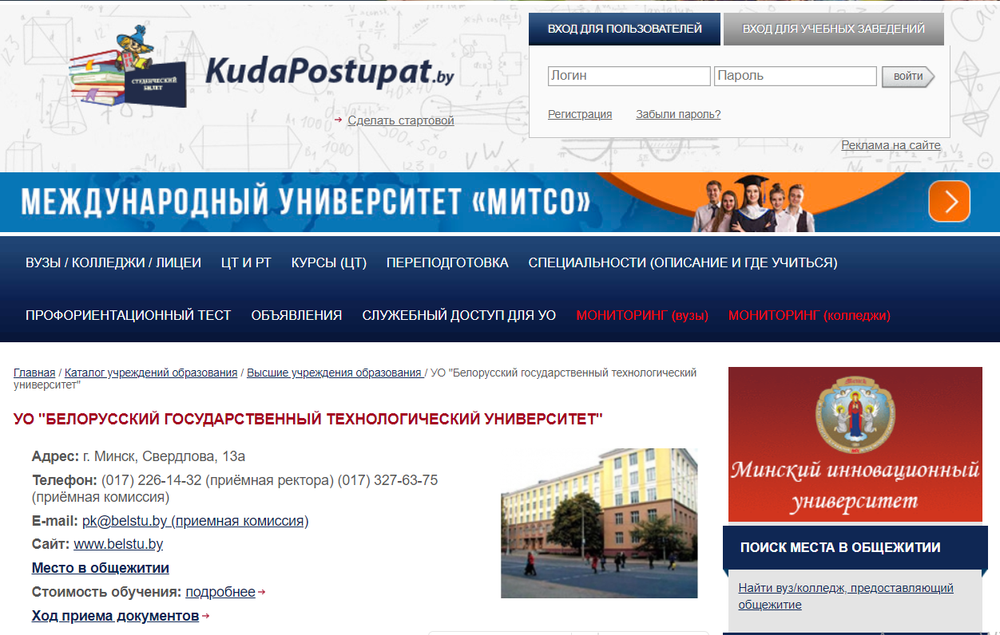 СТУДЕНЧЕСКИЙ
БИЛЕТ
KudaPostupat.by
Сделать стартовой
ВХОД ДЛЯ ПОЛЬЗОВАТЕЛЕЙ
ВХОД ДЛЯ УЧЕБНЫХ ЗАВЕДЕНИЙ
Логин
Пароль
ВОЙТИ
Регистрация
Забыли пароль?
Реклама на сайте
МЕЖДУНАРОДНЫЙ УНИВЕРСИТЕТ «МИТСО»
ВУЗЫ / КОЛЛЕДЖИ / ЛИЦЕИ ЦТ И РТ КУРСЫ (ЦТ) ПЕРЕПОДГОТОВКА СПЕЦИАЛЬНОСТИ (ОПИСАНИЕ И ГДЕ УЧИТЬСЯ)
ПРОФОРИЕНТАЦИОННЫЙ ТЕСТ ОБЪЯВЛЕНИЯ СЛУЖЕБНЫЙ ДОСТУП ДЛЯ УО МОНИТОРИНГ (вузы) МОНИТОРИНГ (колледжи)
Главная / Каталог учреждений образования / Высшие учреждения образования / УО "Белорусский государственный технологический
университет"
УО "БЕЛОРУССКИЙ ГОСУДАРСТВЕННЫЙ ТЕХНОЛОГИЧЕСКИЙ УНИВЕРСИТЕТ"
Адрес: г. Минск, Свердлова, 13а
Телефон: (017) 226-14-32 (приёмная ректора) (017) 327-63-75
(приёмная комиссия)
E-mail: pk@belstu.by (приемная комиссия)
Сайт: www.belstu.by
Место в общежитии
Стоимость обучения: подробнее
Ход приема документов
Минск
Минский инновационный
университет
ПОИСК МЕСТА В ОБЩЕЖИТИИ
Найти вуз/колледж, предоставляющий
общежитие